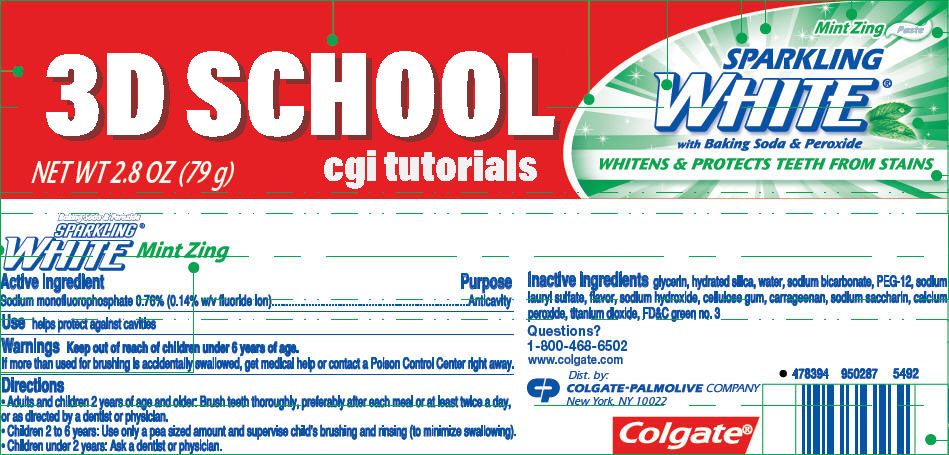 Mint Zing Paste
3D SCHOOL
SPARKLING
WHITE®
with Baking Soda & Peroxide
NET WT 2.8 OZ (79 g)
cgi tutorials
WHITENS & PROTECTS TEETH FROM STAINS
Baking Soda & Peroxide
SPARKLING®
WHITE Mint Zing
Active ingredient Purpose
Sodium monofluorophosphate 0.76% (0.14% w/v fluoride ion)...Anticavity
Use helps protect against cavities
Warnings Keep out of reach of children under 6 years of age.
If more than used for brushing is accidentally swallowed, get medical help or contact a Poison Control Center right away.
Directions
• Adults and children 2 years of age and older: Brush teeth thoroughly, preferably after each meal or at least twice a day,
or as directed by a dentist or physician.
• Children 2 to 6 years: Use only a pea sized amount and supervise child's brushing and rinsing (to minimize swallowing).
• Children under 2 years: Ask a dentist or physician.
Inactive ingredients glycerin, hydrated silica, water, sodium bicarbonate, PEG-12, sodium
lauryl sulfate, flavor, sodium hydroxide, cellulose gum, carrageenan, sodium saccharin, calcium
peroxide, titanium dioxide, FD&C green no. 3
Questions?
1-800-468-6502
www.colgate.com
Dist. by:
CP COLGATE-PALMOLIVE COMPANY
New York, NY 10022
478394 950287 5492
Colgate®